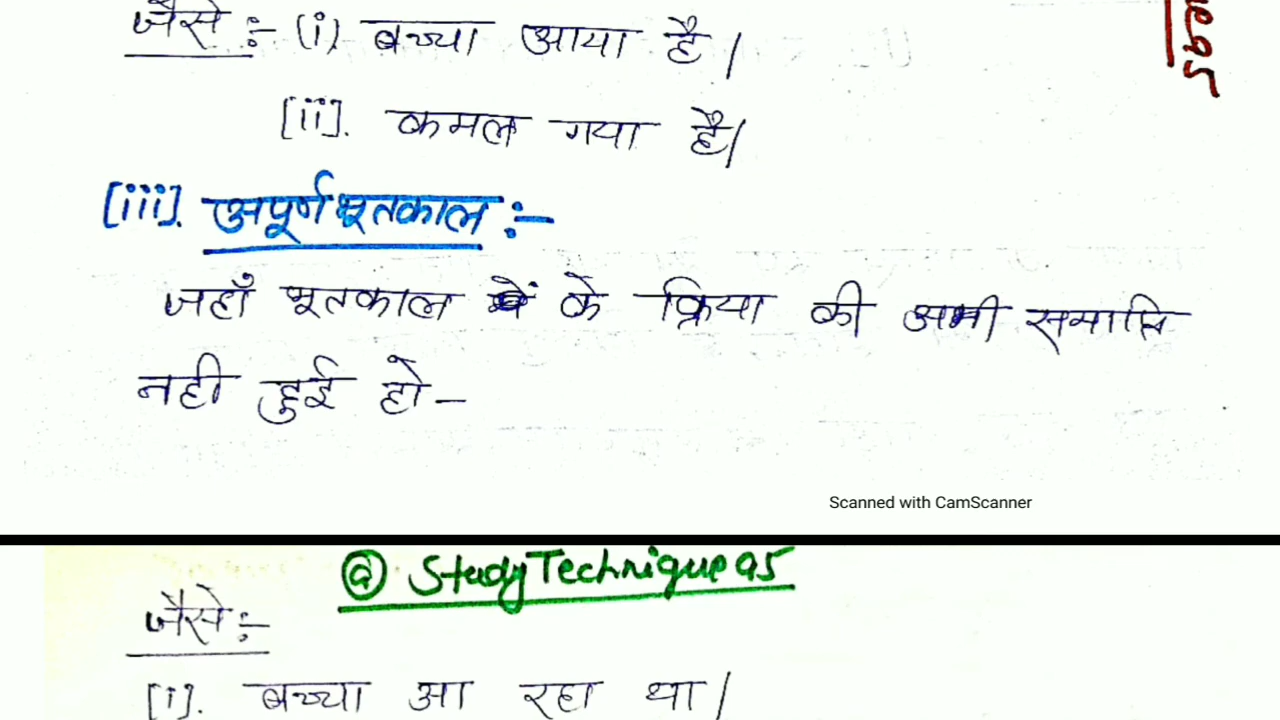 जैसे :- (i) बच्चा आया है।
[ii]. कमल गया है।
[iii]. अपूर्ण भूतकाल :-
जहाँ भूतकाल में के क्रिया की अभी समाप्ति
नही हुई हो-
Scanned with CamScanner
@ StudyTechnique95
जैसे :-
[i]. बच्चा आ रहा था।